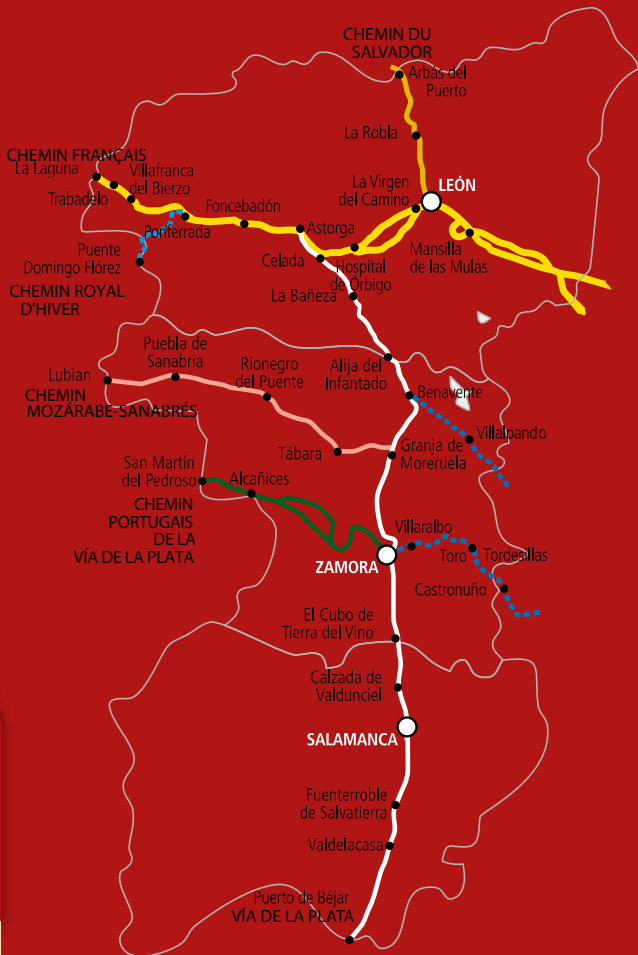 CHEMIN DU
SALVADOR
Arbás del
Puerto
La Robla
CHEMIN FRANÇAIS
La Laguna
Villafranca
del Bierzo
Trabadelo
Foncebadón
La Virgen
del Camino
LEÓN
Ponferrada
Astorga
Puente
Domingo Flórez
Celada
Hospital
de Órbigo
Mansilla
de las Mulas
CHEMIN ROYAL
D'HIVER
La Bañeza
Puebla de
Sanabria
Rionegro
del Puente
Alija del
Infantado
Lubian
CHEMIN
MOZÁRABE-SANABRÉS
Benavente
Villalpando
Tábara
Granja de
Moreruela
San Martín
del Pedroso
Alcañices
CHEMIN
PORTUGAIS
DE LA
VÍA DE LA PLATA
Villaralbo
Toro
Tordesillas
ZAMORA
Castronuño
El Cubo de
Tierra del Vino
Calzada de
Valdunciel
SALAMANCA
Fuenterroble
de Salvatierra
Valdelacasa
Puerto de Béjar
VÍA DE LA PLATA